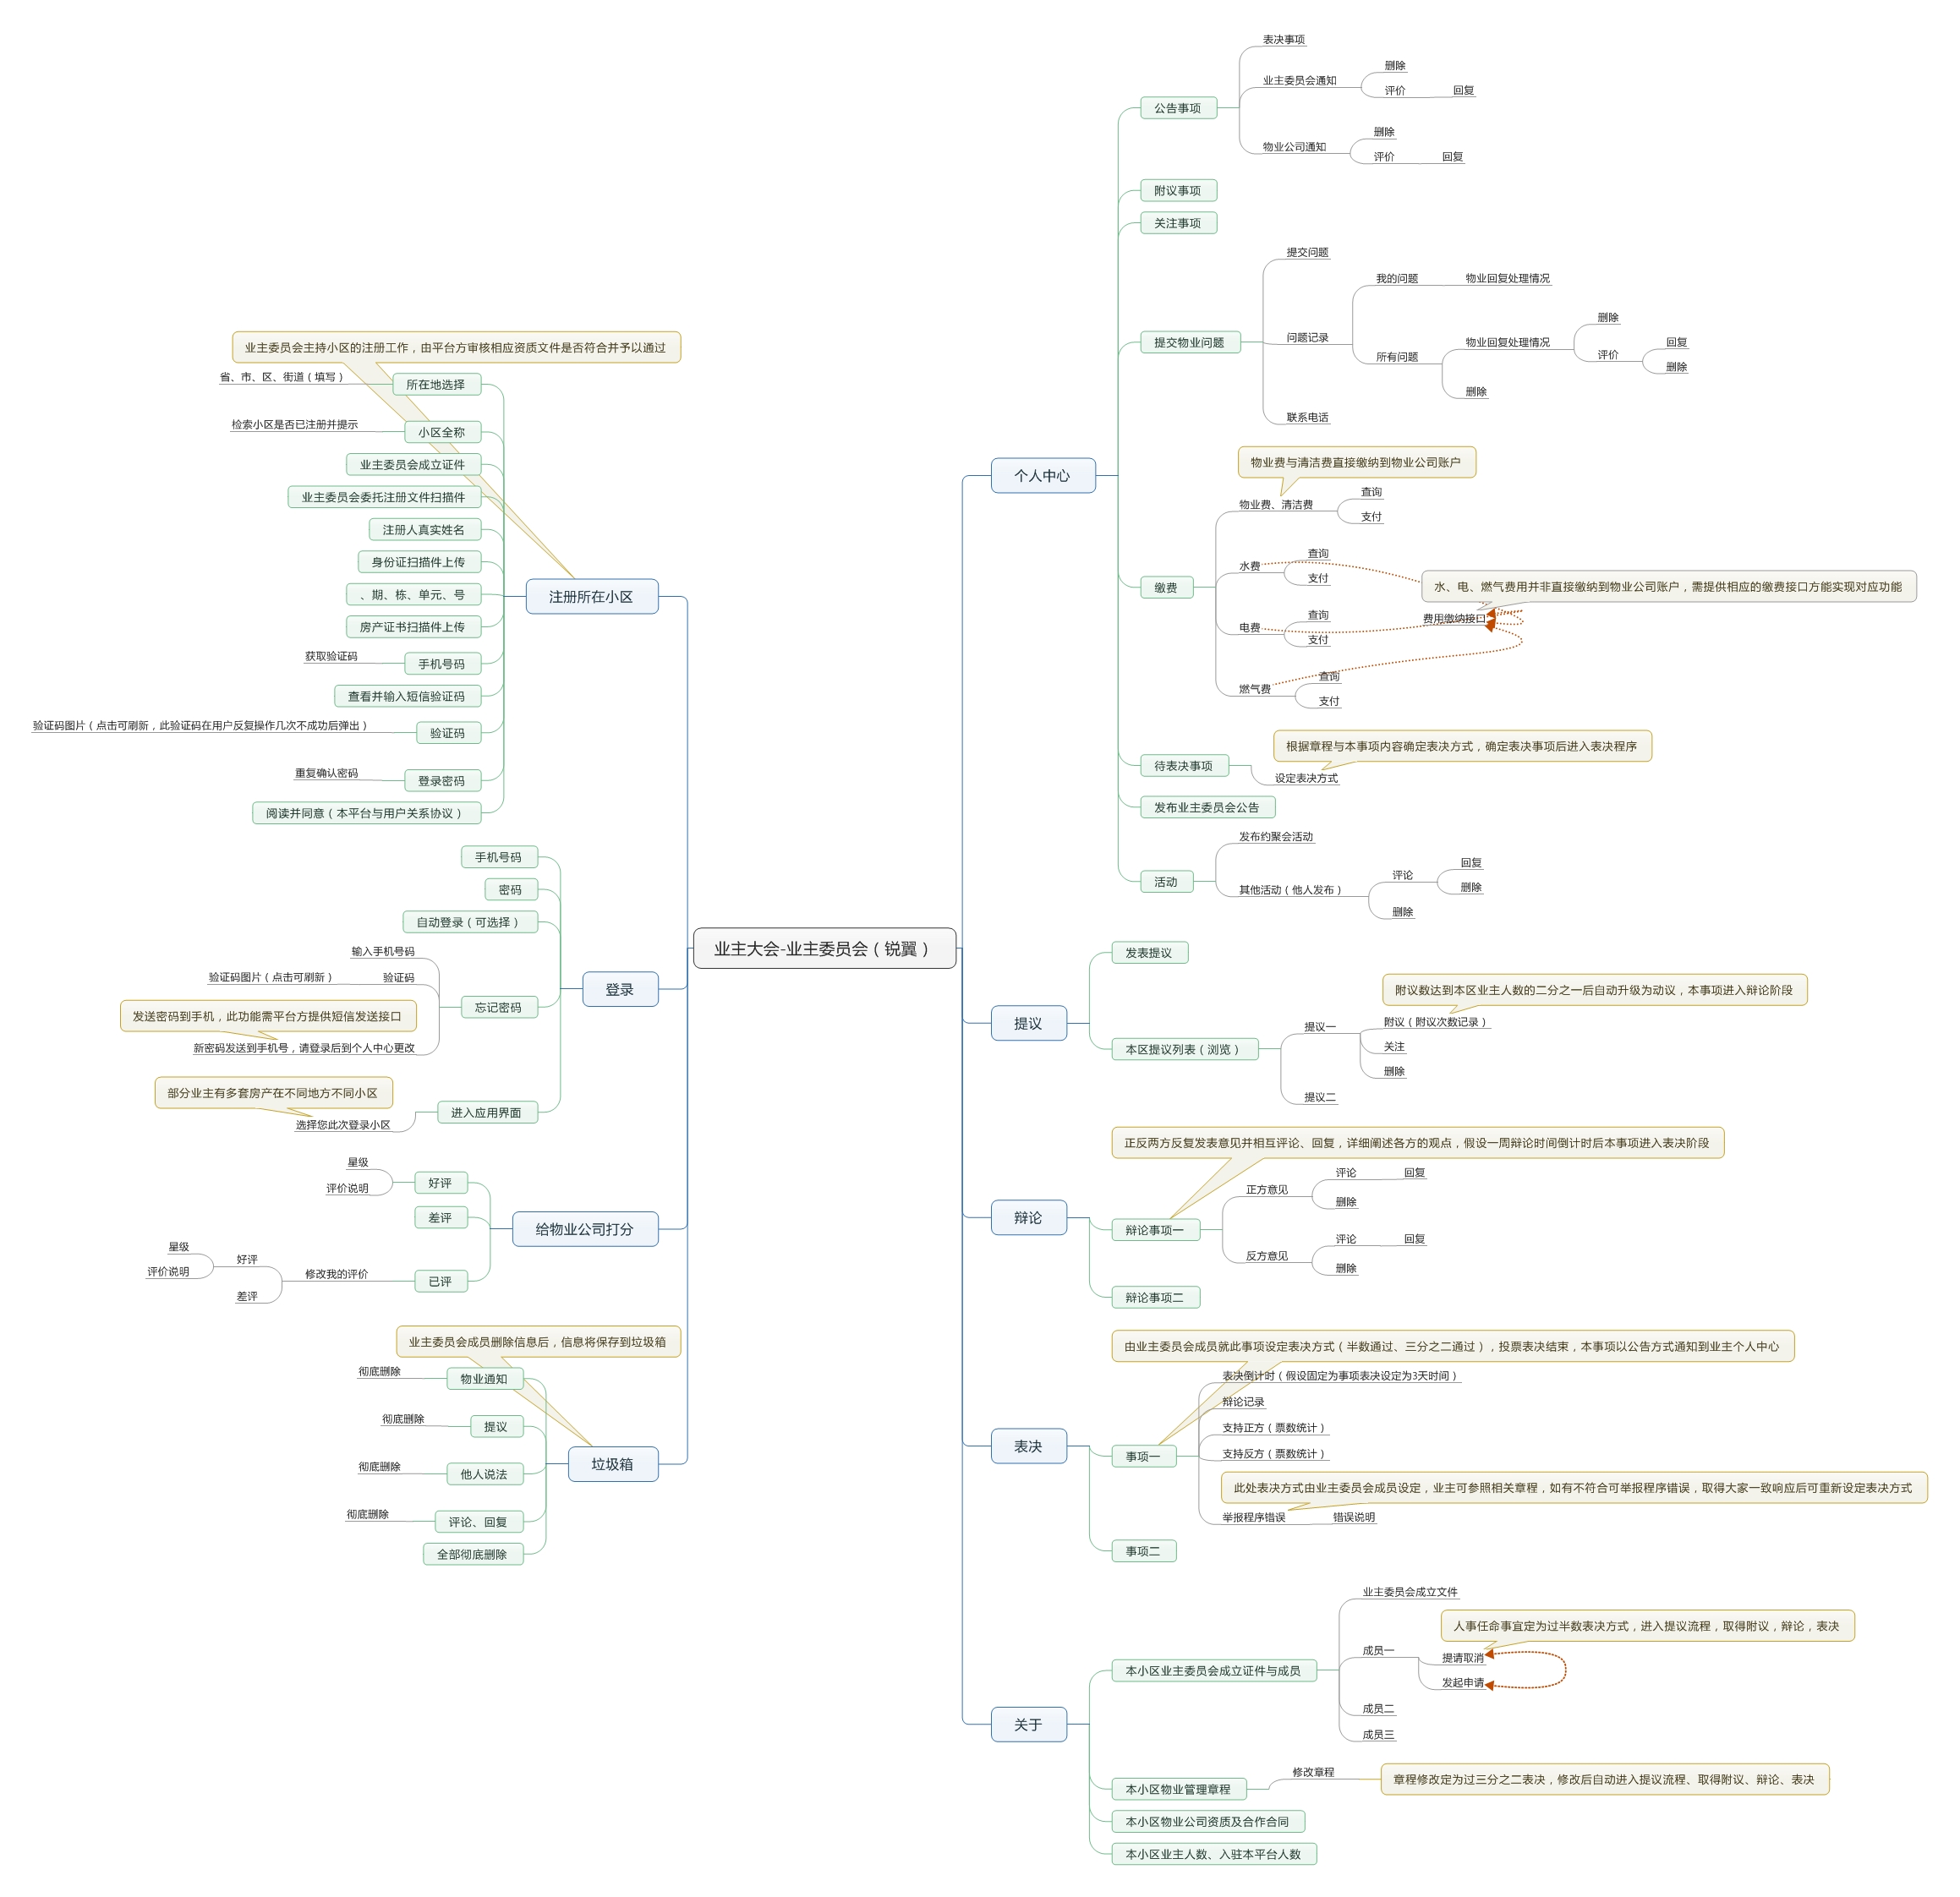 业主大会-业主委员会（锐翼）
个人中心
公告事项
表决事项
业主委员会通知
删除
评价
回复
物业公司通知
删除
评价
回复
附议事项
关注事项
提交物业问题
提交问题
问题记录
我的问题
物业回复处理情况
所有问题
物业回复处理情况
删除
评价
回复
删除
删除
联系电话
缴费
物业费与清洁费直接缴纳到物业公司账户
物业费、清洁费
查询
支付
水费
查询
支付
电费
查询
支付
燃气费
查询
支付
水、电、燃气费用并非直接缴纳到物业公司账户，需提供相应的缴费接口方能实现对应功能
费用缴纳接口
待表决事项
根据章程与本事项内容确定表决方式，确定表决事项后进入表决程序
设定表决方式
发布业主委员会公告
活动
发布约聚会活动
其他活动（他人发布）
评论
回复
删除
删除
提议
发表提议
本区提议列表（浏览）
提议一
附议数达到本区业主人数的二分之一后自动升级为动议，本事项进入辩论阶段
附议（附议次数记录）
关注
删除
提议二
辩论
正反两方反复发表意见并相互评论、回复，详细阐述各方的观点，假设一周辩论时间倒计时后本事项进入表决阶段
辩论事项一
正方意见
评论
回复
删除
反方意见
评论
回复
删除
辩论事项二
表决
由业主委员会成员就此事项设定表决方式（半数通过、三分之二通过），投票表决结束，本事项以公告方式通知到业主个人中心
事项一
表决倒计时（假设固定为事项表决设定为3天时间）
辩论记录
支持正方（票数统计）
支持反方（票数统计）
此处表决方式由业主委员会成员设定，业主可参照相关章程，如有不符合可举报程序错误，取得大家一致响应后可重新设定表决方式
举报程序错误
错误说明
事项二
关于
本小区业主委员会成立证件与成员
业主委员会成立文件
成员一
人事任命事宜定为过半数表决方式，进入提议流程，取得附议，辩论，表决
提请取消
发起申请
成员二
成员三
本小区物业管理章程
修改章程
章程修改定为过三分之二表决，修改后自动进入提议流程、取得附议、辩论、表决
本小区物业公司资质及合作合同
本小区业主人数、入驻本平台人数
注册所在小区
业主委员会主持小区的注册工作，由平台方审核相应资质文件是否符合并予以通过
所在地选择
省、市、区、街道（填写）
小区全称
检索小区是否已注册并提示
业主委员会成立证件
业主委员会委托注册文件扫描件
注册人真实姓名
身份证扫描件上传
、期、栋、单元、号
房产证书扫描件上传
手机号码
获取验证码
查看并输入短信验证码
验证码
验证码图片（点击可刷新，此验证码在用户反复操作几次不成功后弹出）
登录密码
重复确认密码
阅读并同意（本平台与用户关系协议）
登录
手机号码
密码
自动登录（可选择）
忘记密码
输入手机号码
验证码
验证码图片（点击可刷新）
发送密码到手机，此功能需平台方提供短信发送接口
新密码发送到手机号，请登录后到个人中心更改
进入应用界面
部分业主有多套房产在不同地方不同小区
选择您此次登录小区
给物业公司打分
好评
星级
评价说明
差评
已评
修改我的评价
好评
星级
评价说明
差评
垃圾箱
业主委员会成员删除信息后，信息将保存到垃圾箱
物业通知
彻底删除
提议
彻底删除
他人说法
彻底删除
评论、回复
彻底删除
全部彻底删除